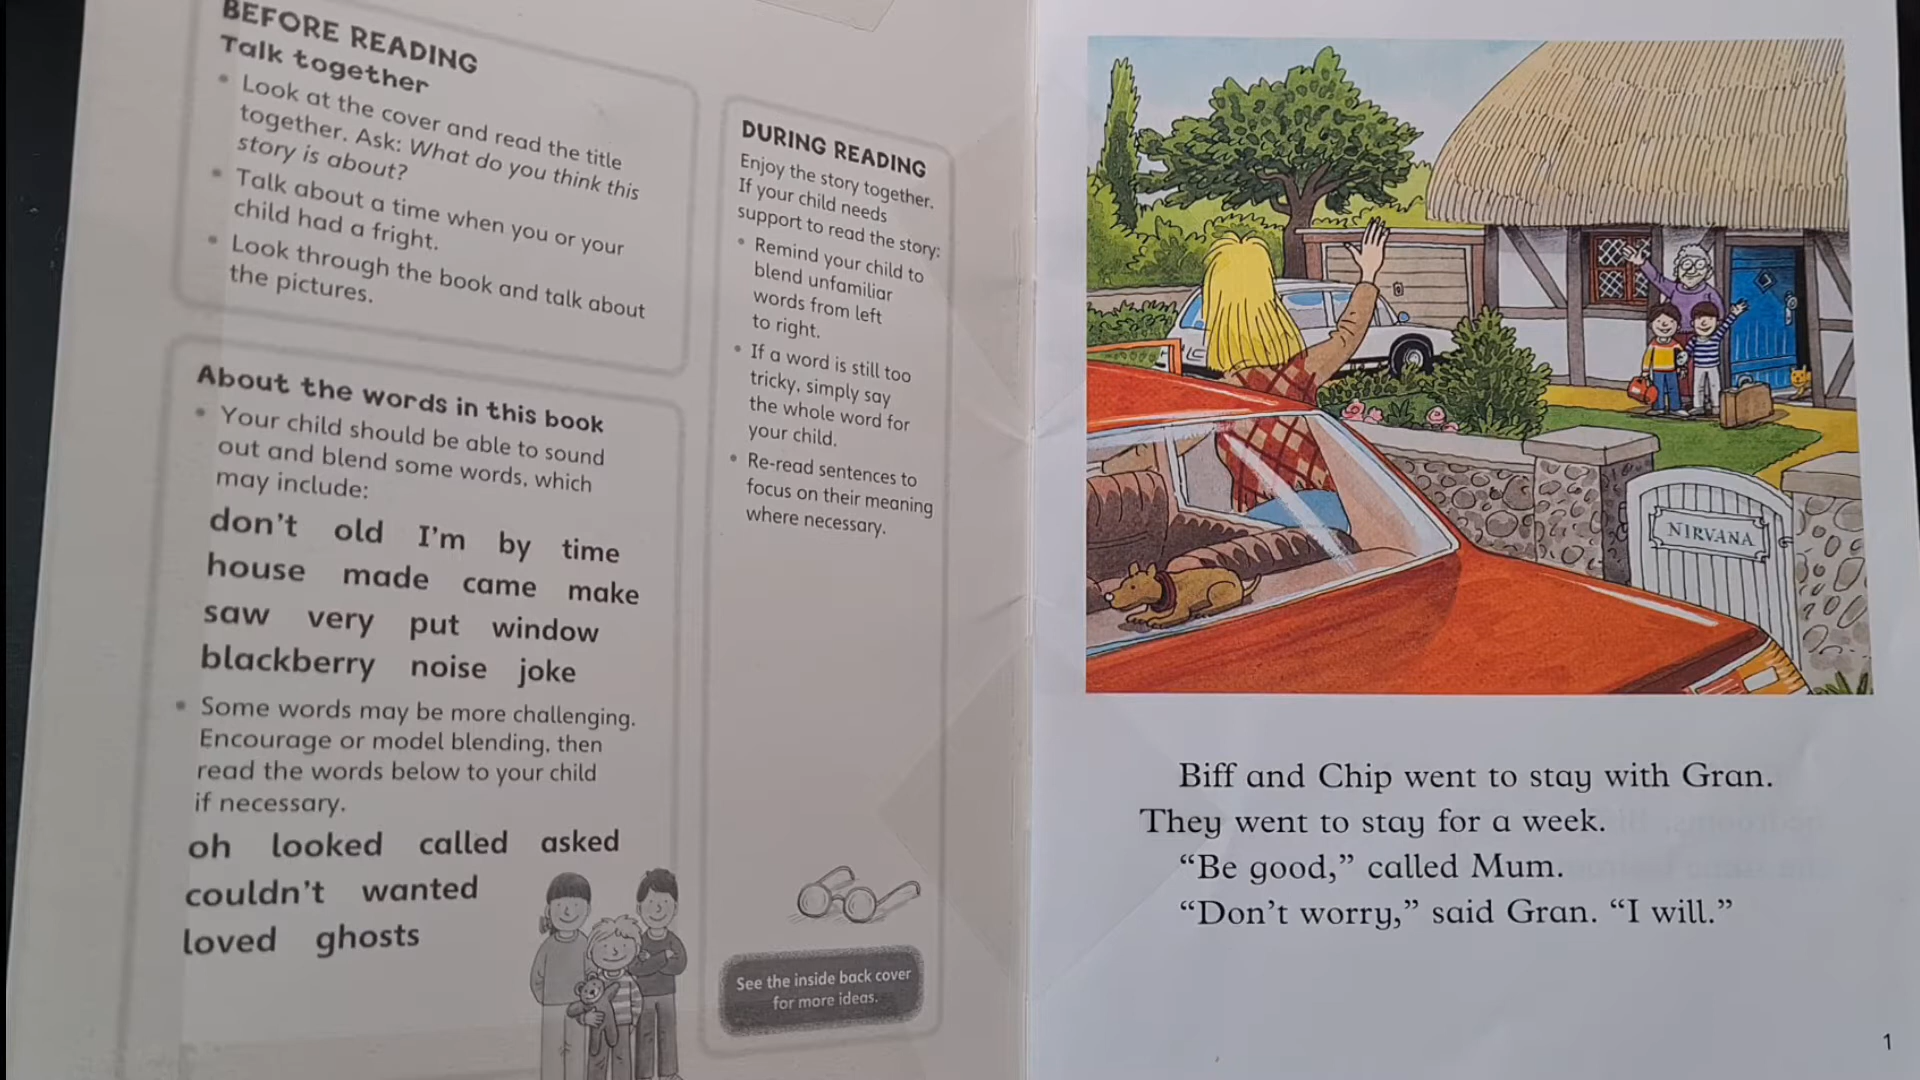 BEFORE READING
Talk together
• Look at the cover and read the title
together. Ask: What do you think this
story is about?
• Talk about a time when you or your
child had a fright.
• Look through the book and talk about
the pictures.
About the words in this book
• Your child should be able to sound
out and blend some words, which
may include:
don't old I'm by time
house made came make
saw very put window
blackberry noise joke
• Some words may be more challenging.
Encourage or model blending, then
read the words below to your child
if necessary.
oh looked called asked
couldn't wanted
loved ghosts
DURING READING
Enjoy the story together.
If your child needs
support to read the story:
• Remind your child to
blend unfamiliar
words from left
to right.
• If a word is still too
tricky, simply say
the whole word for
your child.
• Re-read sentences to
focus on their meaning
where necessary.
See the inside back cover
for more ideas.
NIRVANA
Biff and Chip went to stay with Gran.
They went to stay for a week.
“Be good,” called Mum.
“Don't worry,” said Gran. “I will.”
1